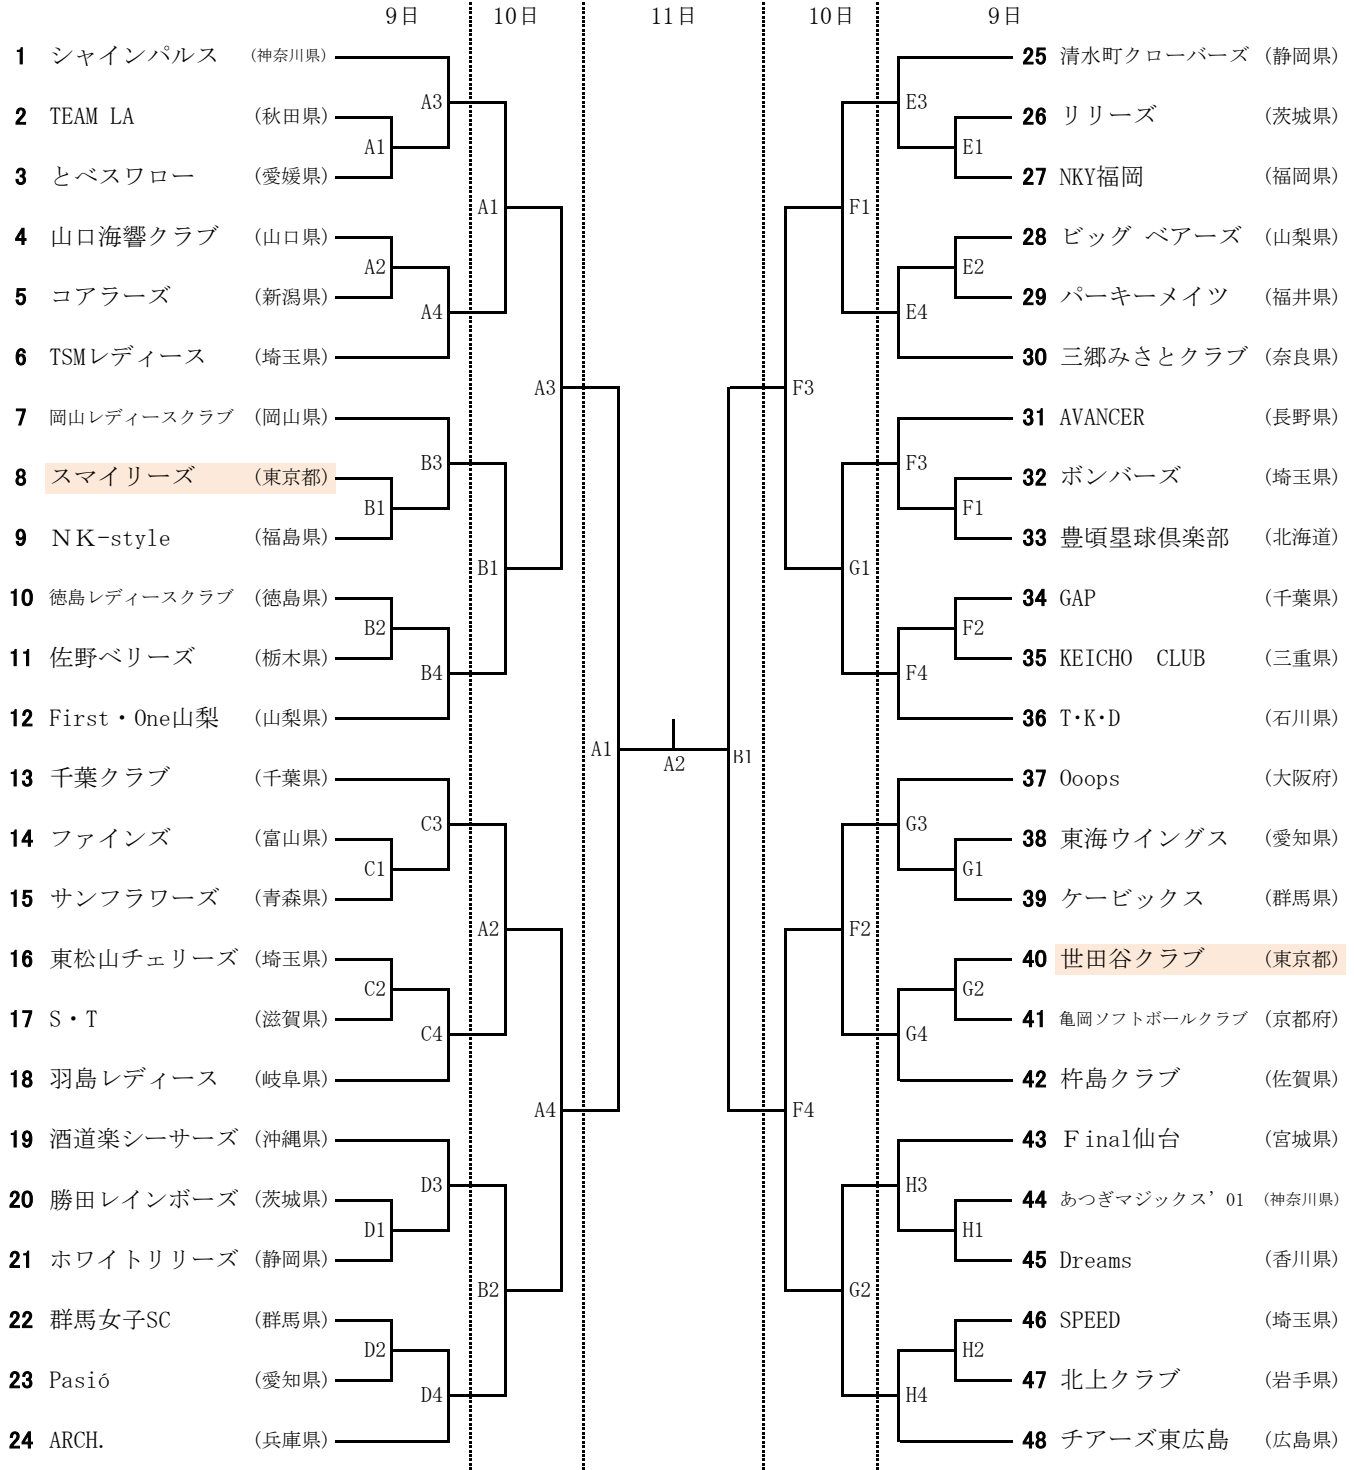 9日 10日 11日 10日 9日
1 シャインパルス (神奈川県)
2 TEAM LA (秋田県)
3 とべスワロー (愛媛県)
4 山口海響クラブ (山口県)
5 コアラーズ (新潟県)
6 TSMレディース (埼玉県)
7 岡山レディースクラブ (岡山県)
8 スマイリーズ (東京都)
9 ＮＫ-style (福島県)
10 徳島レディースクラブ (徳島県)
11 佐野ベリーズ (栃木県)
12 First・One山梨 (山梨県)
13 千葉クラブ (千葉県)
14 ファインズ (富山県)
15 サンフラワーズ (青森県)
16 東松山チェリーズ (埼玉県)
17 S・T (滋賀県)
18 羽島レディース (岐阜県)
19 酒道楽シーサーズ (沖縄県)
20 勝田レインボーズ (茨城県)
21 ホワイトリリーズ (静岡県)
22 群馬女子SC (群馬県)
23 Pasió (愛知県)
24 ARCH. (兵庫県)
A3
A1
A2
A4
B3
B1
B2
B4
C3
C1
C2
C4
D3
D1
D2
D4
A1
B1
A2
B2
A3
A4
A1
A2
B1
F3
F4
F1
G1
F2
G2
E3
E1
E2
E4
F3
F1
F2
F4
G3
G1
G2
G4
H3
H1
H2
H4
25 清水町クローバーズ (静岡県)
26 リリーズ (茨城県)
27 NKY福岡 (福岡県)
28 ビッグ ベアーズ (山梨県)
29 パーキーメイツ (福井県)
30 三郷みさとクラブ (奈良県)
31 AVANCER (長野県)
32 ボンバーズ (埼玉県)
33 豊頃塁球倶楽部 (北海道)
34 GAP (千葉県)
35 KEICHO CLUB (三重県)
36 T･K･D (石川県)
37 Ooops (大阪府)
38 東海ウイングス (愛知県)
39 ケービックス (群馬県)
40 世田谷クラブ (東京都)
41 亀岡ソフトボールクラブ (京都府)
42 杵島クラブ (佐賀県)
43 Ｆinal仙台 (宮城県)
44 あつぎマジックス’01 (神奈川県)
45 Dreams (香川県)
46 SPEED (埼玉県)
47 北上クラブ (岩手県)
48 チアーズ東広島 (広島県)